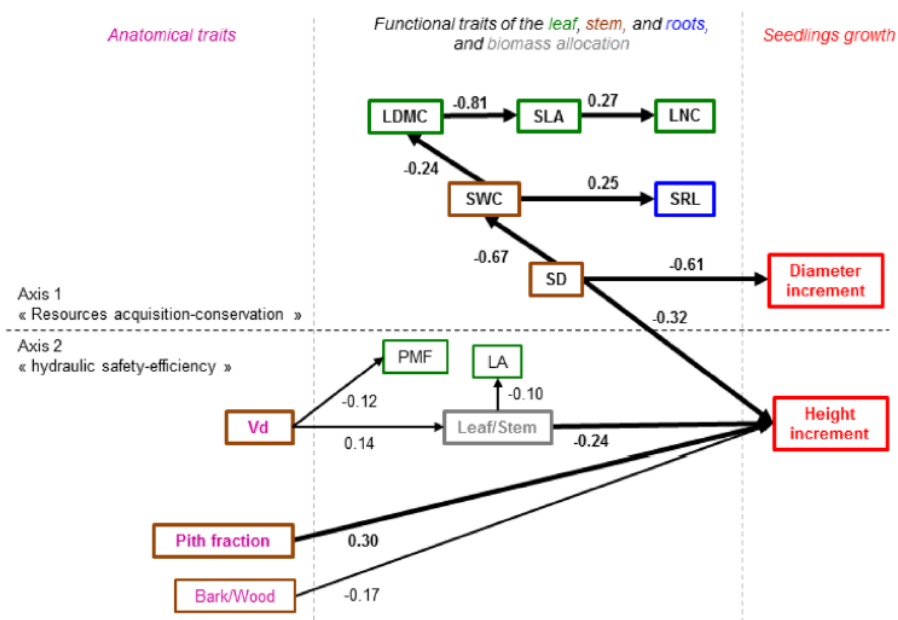 Anatomical traits
Functional traits of the leaf, stem, and roots,
and biomass allocation
Seedlings growth
LDMC
-0.81
SLA
0.27
LNC
-0.24
SWC
0.25
SRL
-0.67
SD
-0.61
Diameter
increment
-0.32
Axis 1
« Resources acquisition-conservation »
Axis 2
« hydraulic safety-efficiency »
PMF
LA
-0.12
-0.10
Vd
0.14
Leaf/Stem
-0.24
Height
increment
Pith fraction
0.30
Bark/Wood
-0.17